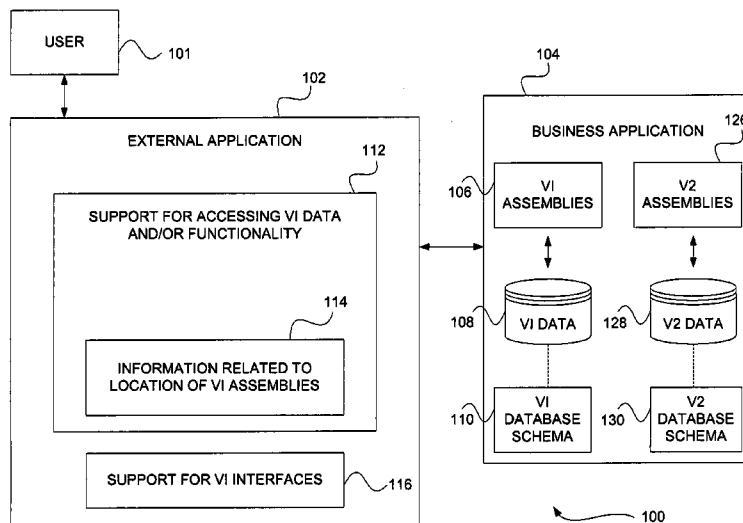 USER
101
102
EXTERNAL APPLICATION
112
SUPPORT FOR ACCESSING VI DATA
AND/OR FUNCTIONALITY
114
INFORMATION RELATED TO
LOCATION OF VI ASSEMBLIES
SUPPORT FOR VI INTERFACES
116
104
BUSINESS APPLICATION
126
106
VI
ASSEMBLIES
V2
ASSEMBLIES
108
VI DATA
128
V2 DATA
110
VI
DATABASE
SCHEMA
130
V2
DATABASE
SCHEMA
100